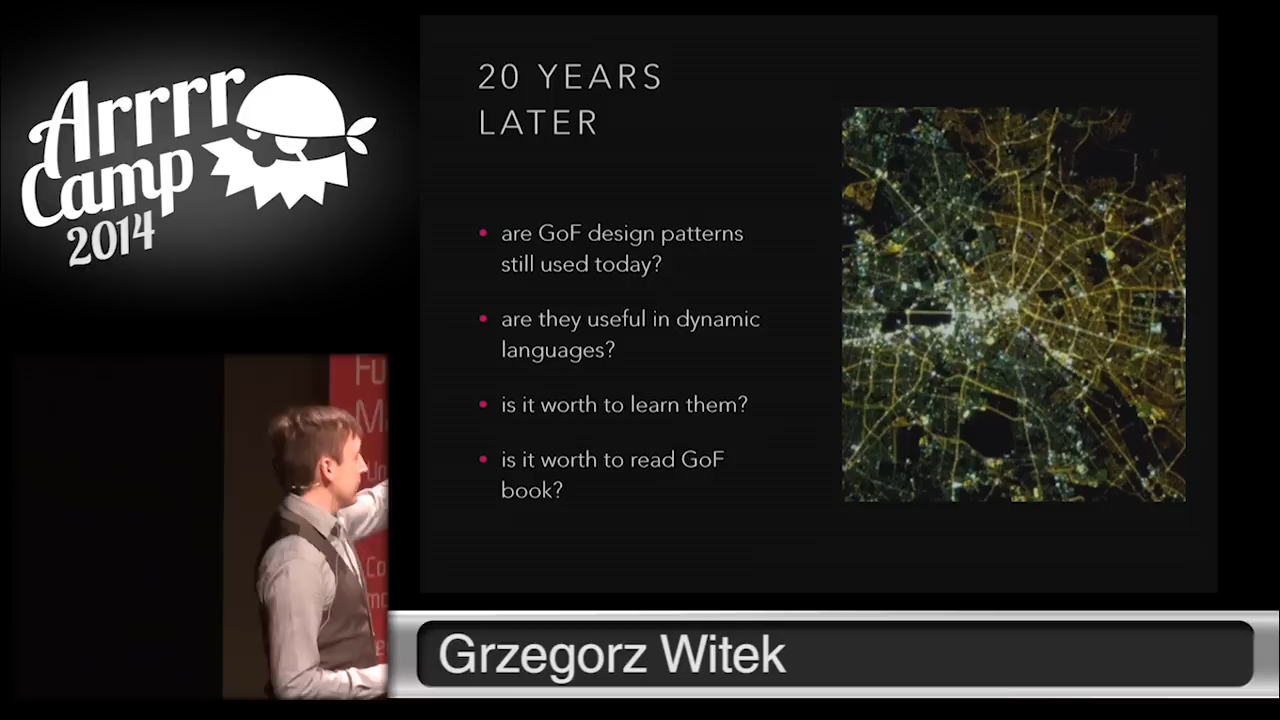 Arrrr
Camp
2014
20 YEARS
LATER
are GoF design patterns
still used today?
are they useful in dynamic
languages?
is it worth to learn them?
is it worth to read GoF
book?
Grzegorz Witek